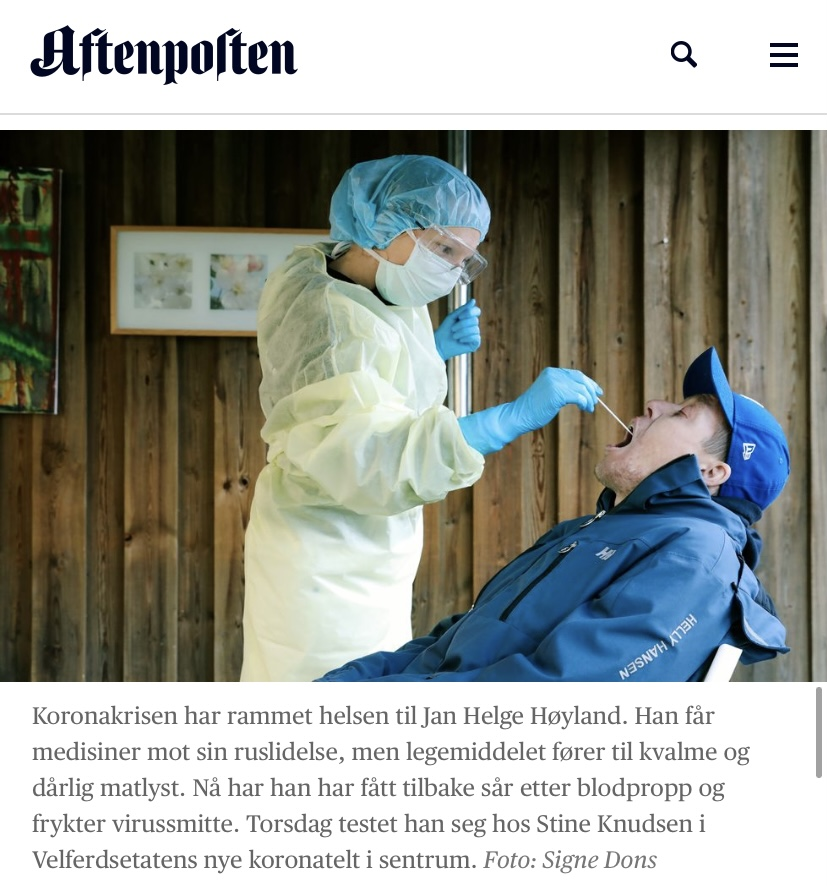 Aftenposten
HELLY HANSEN
Koronakrisen har rammet helsen til Jan Helge Høyland. Han får
medisiner mot sin ruslidelse, men legemiddelet fører til kvalme og
dårlig matlyst. Nå har han har fått tilbake sår etter blodpropp og
frykter virussmitte. Torsdag testet han seg hos Stine Knudsen i
Velferdsetatens nye koronatelt i sentrum. Foto: Signe Dons